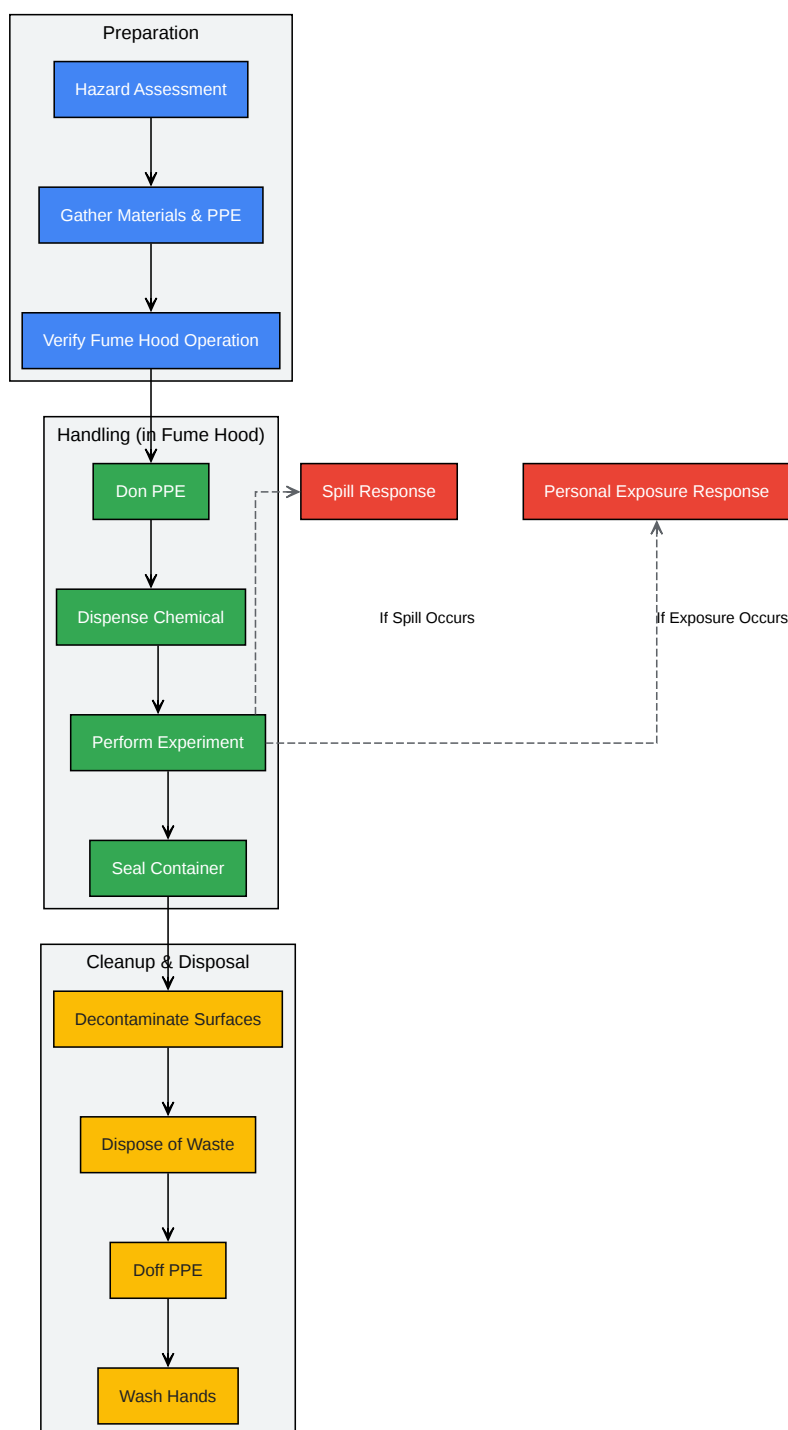 Preparation
Hazard Assessment
Gather Materials & PPE
Verify Fume Hood Operation
Handling (in Fume Hood)
Don PPE
Spill Response
Personal Exposure Response
Dispense Chemical
If Spill Occurs
If Exposure Occurs
Perform Experiment
Seal Container
Cleanup & Disposal
Decontaminate Surfaces
Dispose of Waste
Doff PPE
Wash Hands